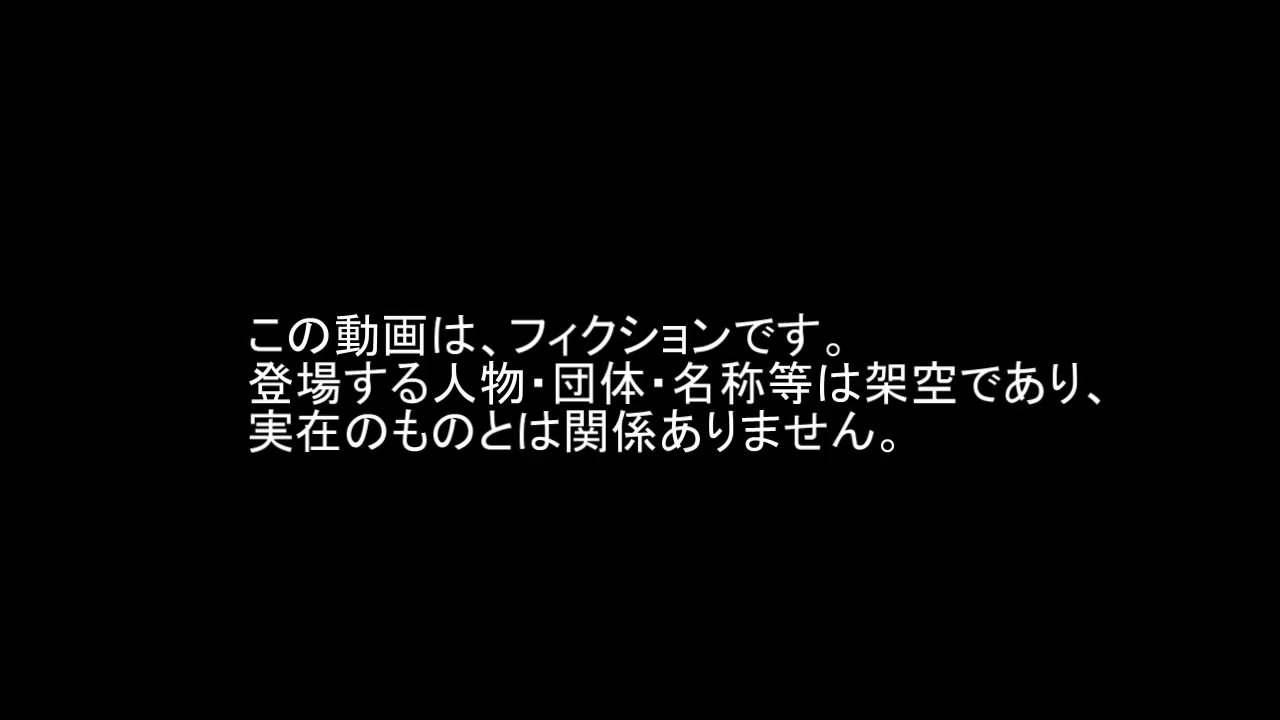 この動画は、フィクションです。
登場する人物・団体・名称等は架空であり、
実在のものとは関係ありません。